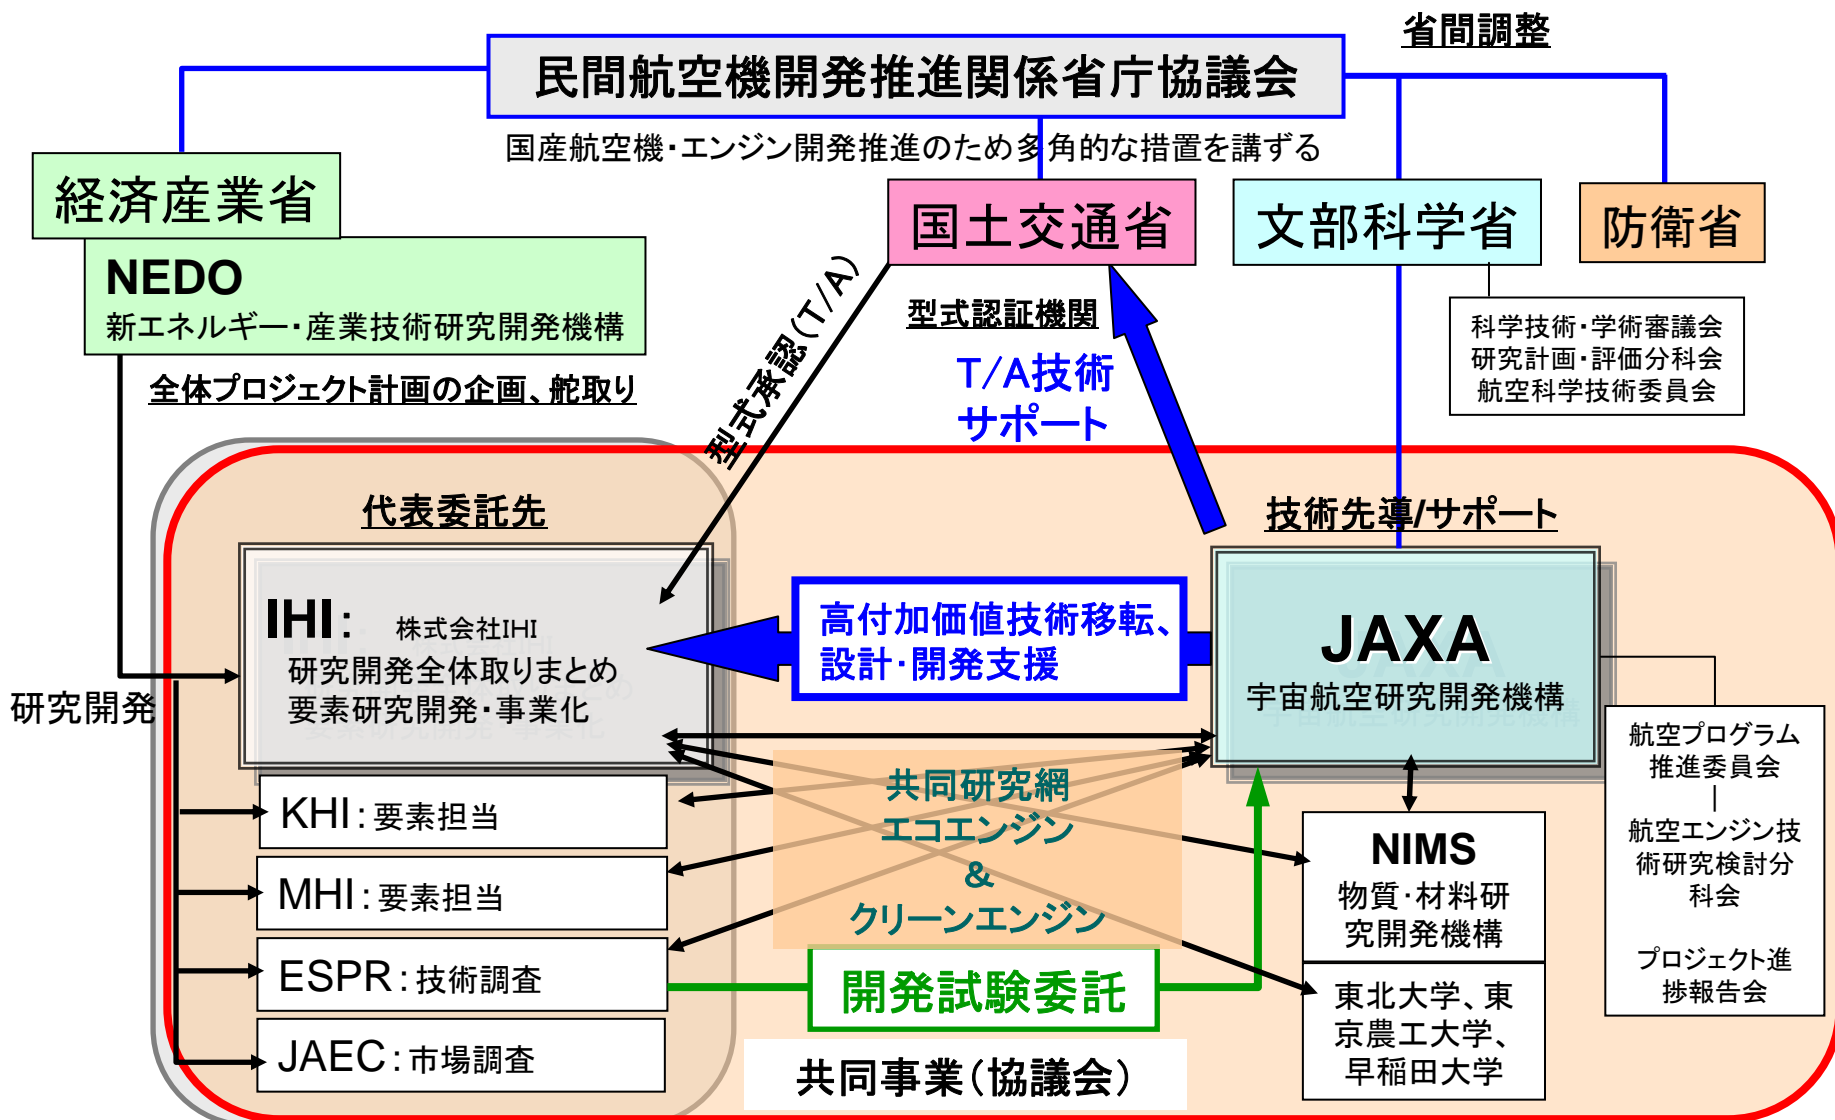 省間調整
民間航空機開発推進関係省庁協議会
国産航空機・エンジン開発推進のため多角的な措置を講ずる
経済産業省
国土交通省
文部科学省
防衛省
NEDO
新エネルギー・産業技術研究開発機構
全体プロジェクト計画の企画、舵取り
型式承認(T/A)
型式認証機関
T/A技術
サポート
科学技術・学術審議会
研究計画・評価分科会
航空科学技術委員会
代表委託先
技術先導/サポート
IHI： 株式会社IHI
研究開発全体取りまとめ
要素研究開発・事業化
研究開発
高付加価値技術移転、
設計・開発支援
JAXA
宇宙航空研究開発機構
航空プログラム
推進委員会
｜
航空エンジン技
術研究検討分
科会
プロジェクト進
捗報告会
KHI：要素担当
MHI：要素担当
ESPR：技術調査
JAEC：市場調査
共同研究網
エコエンジン
&
クリーンエンジン
開発試験委託
共同事業（協議会）
NIMS
物質・材料研
究開発機構
東北大学、東
京農工大学、
早稲田大学